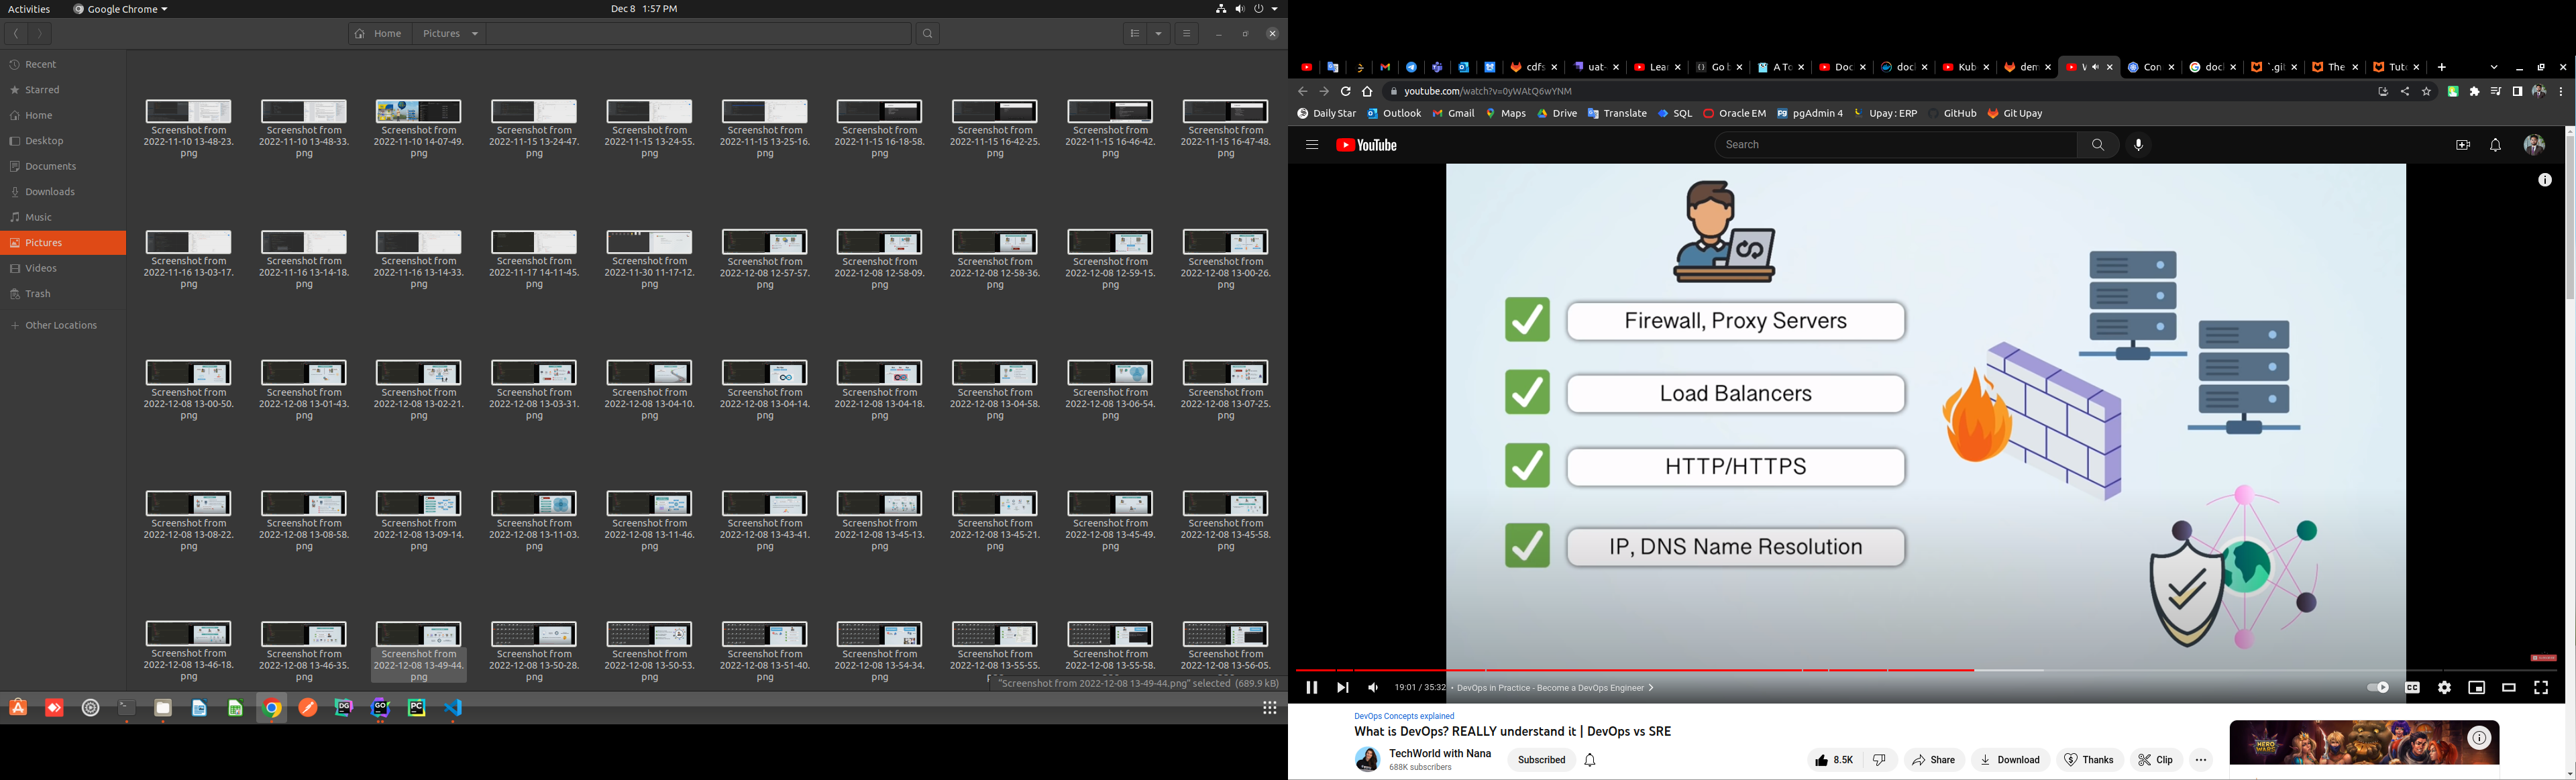 Activities
Google Chrome
Dec 8 1:57 PM
Home
Pictures
Recent
Starred
Home
Desktop
Documents
Downloads
Music
Pictures
Videos
Trash
Other Locations
Screenshot from 2022-11-10 13-48-23.png
Screenshot from 2022-11-10 13-48-33.png
Screenshot from 2022-11-10 14-07-49.png
Screenshot from 2022-11-15 13-24-47.png
Screenshot from 2022-11-15 13-24-55.png
Screenshot from 2022-11-15 13-25-16.png
Screenshot from 2022-11-15 16-18-58.png
Screenshot from 2022-11-15 16-42-25.png
Screenshot from 2022-11-15 16-46-42.png
Screenshot from 2022-11-15 16-47-48.png
Screenshot from 2022-11-16 13-03-17.png
Screenshot from 2022-11-16 13-14-18.png
Screenshot from 2022-11-16 13-14-33.png
Screenshot from 2022-11-17 14-11-45.png
Screenshot from 2022-11-30 11-17-12.png
Screenshot from 2022-12-08 12-57-57.png
Screenshot from 2022-12-08 12-58-09.png
Screenshot from 2022-12-08 12-58-36.png
Screenshot from 2022-12-08 12-59-15.png
Screenshot from 2022-12-08 13-00-26.png
Screenshot from 2022-12-08 13-00-50.png
Screenshot from 2022-12-08 13-01-43.png
Screenshot from 2022-12-08 13-02-21.png
Screenshot from 2022-12-08 13-03-31.png
Screenshot from 2022-12-08 13-04-10.png
Screenshot from 2022-12-08 13-04-14.png
Screenshot from 2022-12-08 13-04-18.png
Screenshot from 2022-12-08 13-04-58.png
Screenshot from 2022-12-08 13-06-54.png
Screenshot from 2022-12-08 13-07-25.png
Screenshot from 2022-12-08 13-08-22.png
Screenshot from 2022-12-08 13-08-58.png
Screenshot from 2022-12-08 13-09-14.png
Screenshot from 2022-12-08 13-11-03.png
Screenshot from 2022-12-08 13-11-46.png
Screenshot from 2022-12-08 13-43-41.png
Screenshot from 2022-12-08 13-45-13.png
Screenshot from 2022-12-08 13-45-21.png
Screenshot from 2022-12-08 13-45-49.png
Screenshot from 2022-12-08 13-45-58.png
Screenshot from 2022-12-08 13-46-18.png
Screenshot from 2022-12-08 13-46-35.png
Screenshot from 2022-12-08 13-49-44.png
Screenshot from 2022-12-08 13-50-28.png
Screenshot from 2022-12-08 13-50-53.png
Screenshot from 2022-12-08 13-51-40.png
Screenshot from 2022-12-08 13-54-34.png
Screenshot from 2022-12-08 13-55-55.
Screenshot from 2022-12-08 13-55-58.
Screenshot from 2022-12-08 13-56-05.
"Screenshot from 2022-12-08 13-49-44.png" selected (689.9 kB)
DG
GO
PC
cdfs
uat-
Lear
Go b
A To
Doc
doc
Kub
dem
Con
doc
`.git
The
Tuto
youtube.com/watch?v=0yWAtQ6wYNM
Daily Star
Outlook
Gmail
Maps
Drive
Translate
SQL
Oracle EM
pgAdmin 4
Upay : ERP
GitHub
Git Upay
YouTube
Search
Firewall, Proxy Servers
Load Balancers
HTTP/HTTPS
IP, DNS Name Resolution
19:01 / 35:32 • DevOps in Practice - Become a DevOps Engineer
DevOps Concepts explained
What is DevOps? REALLY understand it | DevOps vs SRE
TechWorld with Nana
688K subscribers
Subscribed
8.5K
Share
Download
Thanks
Clip
HERO WARS